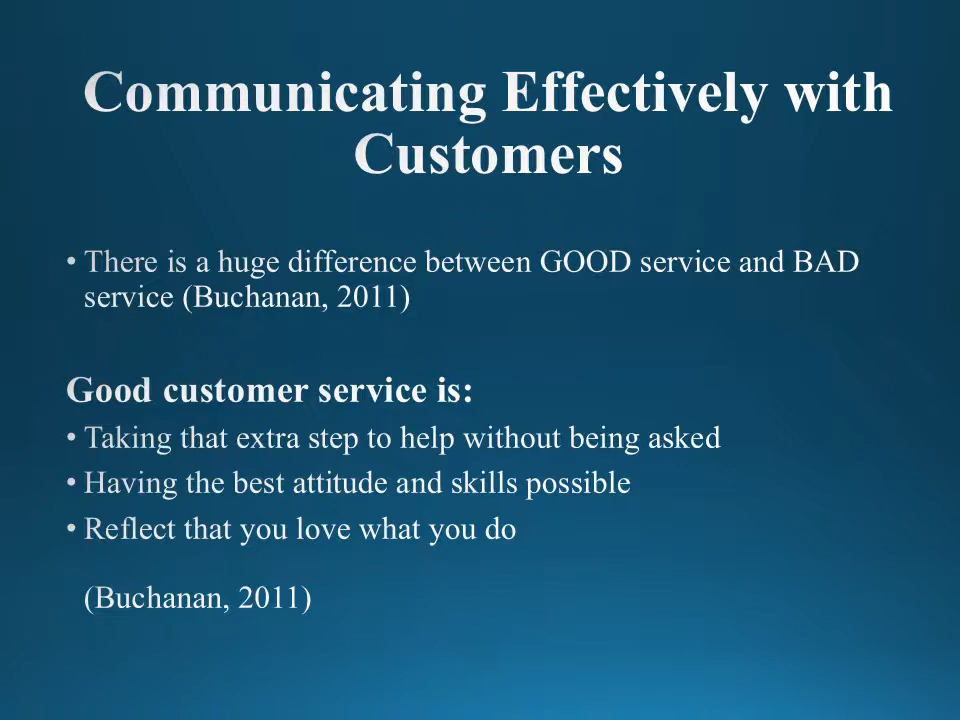 Communicating Effectively with
Customers
• There is a huge difference between GOOD service and BAD
service (Buchanan, 2011)
Good customer service is:
• Taking that extra step to help without being asked
• Having the best attitude and skills possible
• Reflect that you love what you do
(Buchanan, 2011)